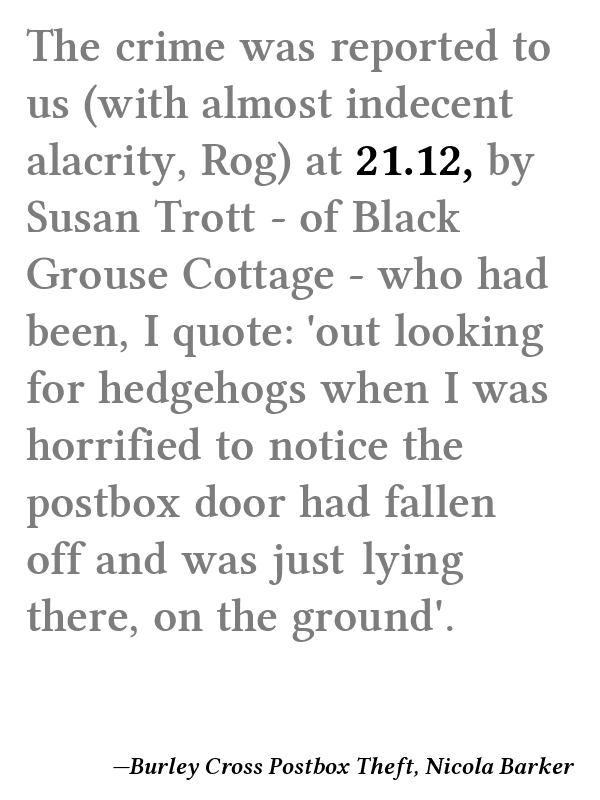 The crime was reported to
us (with almost indecent
alacrity, Rog) at 21.12, by
Susan Trott - of Black
Grouse Cottage - who had
been, I quote: 'out looking
for hedgehogs when I was
horrified to notice the
postbox door had fallen
off and was just lying
there, on the ground'.
—Burley Cross Postbox Theft, Nicola Barker